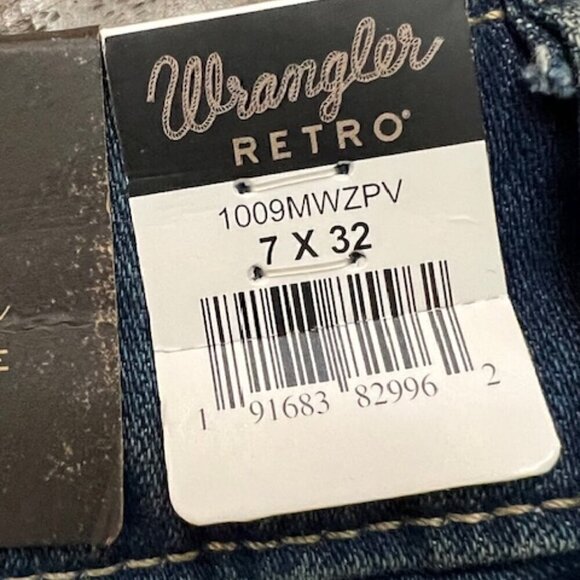 Wrangler
RETRO®
1009MWZPV
7 X 32
1 91683 82996 2
E